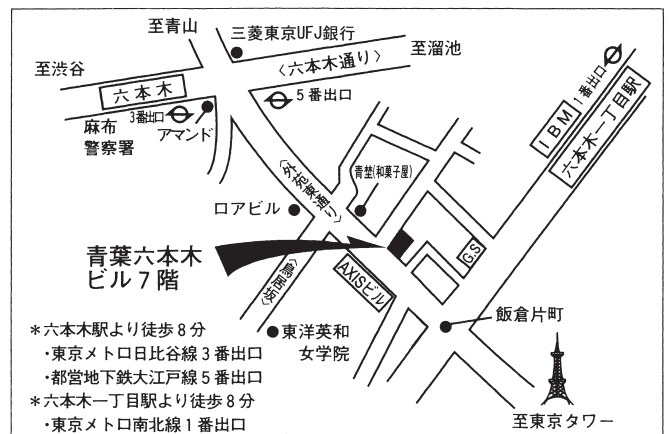 至青山
三菱東京UFJ銀行
〈六本木通り〉
至溜池
至渋谷
六本木
3番出口
5番出口
麻布
警察署
アマンド
IBM
1番出口
六本木一丁目駅
〈外苑東通り〉
青埜(和菓子屋)
ロアビル
青葉六本木
ビル7階
G.S
〈鳥居坂〉
AXISビル
飯倉片町
東洋英和
女学院
至東京タワー
＊六本木駅より徒歩8分
・東京メトロ日比谷線3番出口
・都営地下鉄大江戸線5番出口
＊六本木一丁目駅より徒歩8分
・東京メトロ南北線1番出口